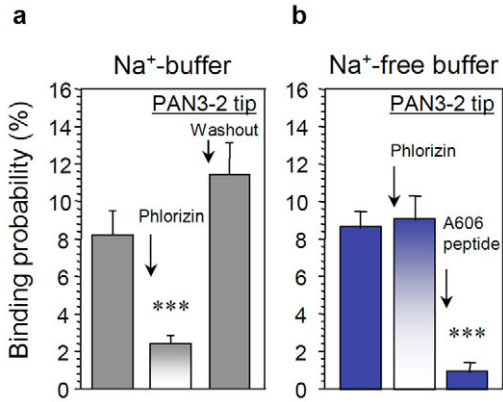 a
Na⁺-buffer
Binding probability (%)
16
14
12
10
8
6
4
2
0
PAN3-2 tip
Washout
Phlorizin
***
b
Na⁺-free buffer
16
14
12
10
8
6
4
2
0
PAN3-2 tip
Phlorizin
A606
peptide
***